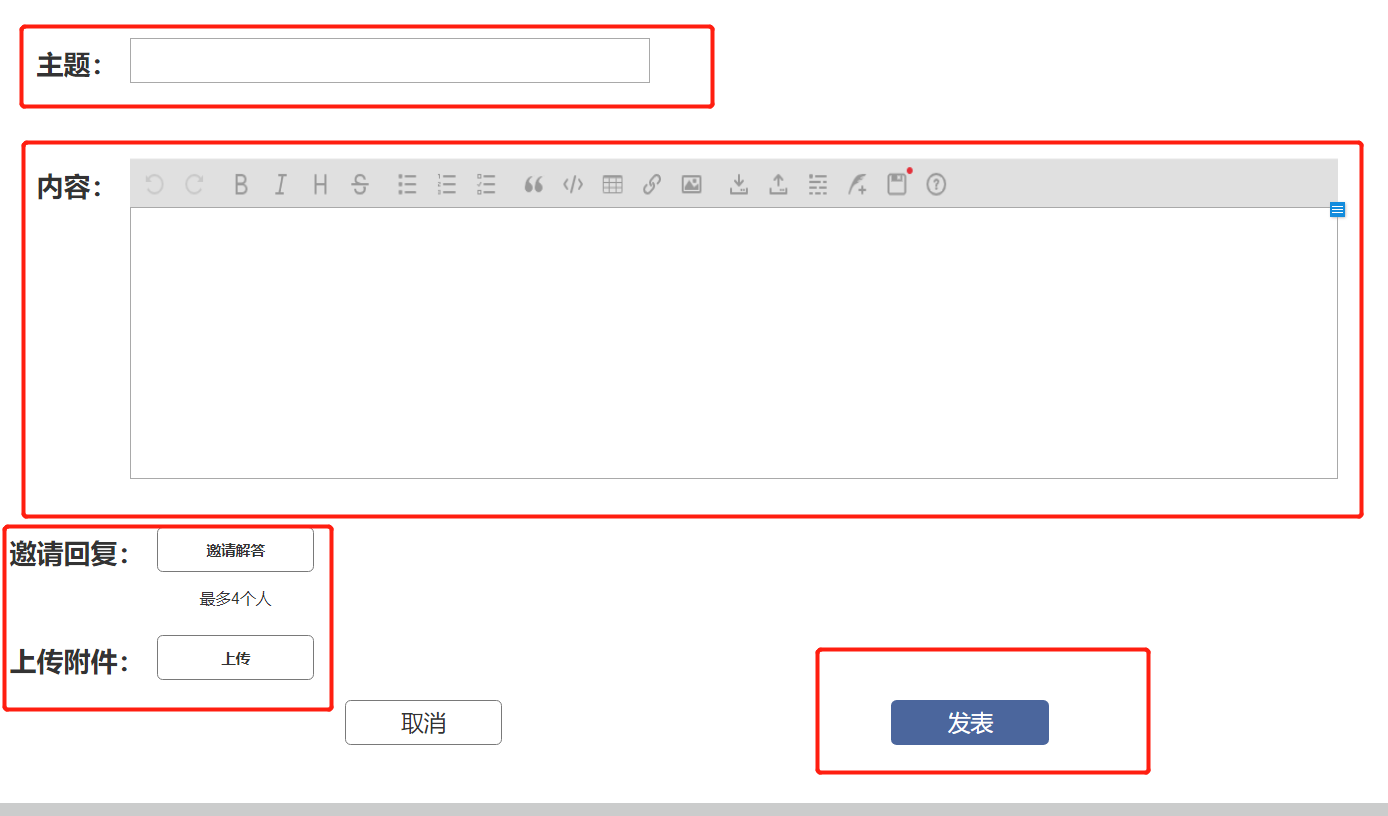 主题：
内容：
B I H S
邀请回复： 邀请解答
最多4个人
上传附件： 上传
取消 发表